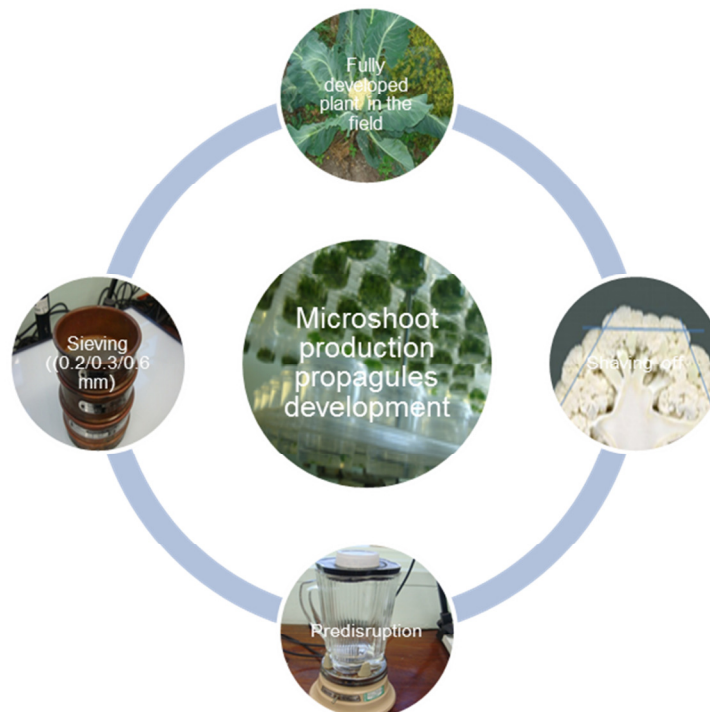 Fully
developed
plant in the
field
Microshoot
production
propagules
development
Sieving
((0.2/0.3/0.6
mm)
Shaving off
Predisruption